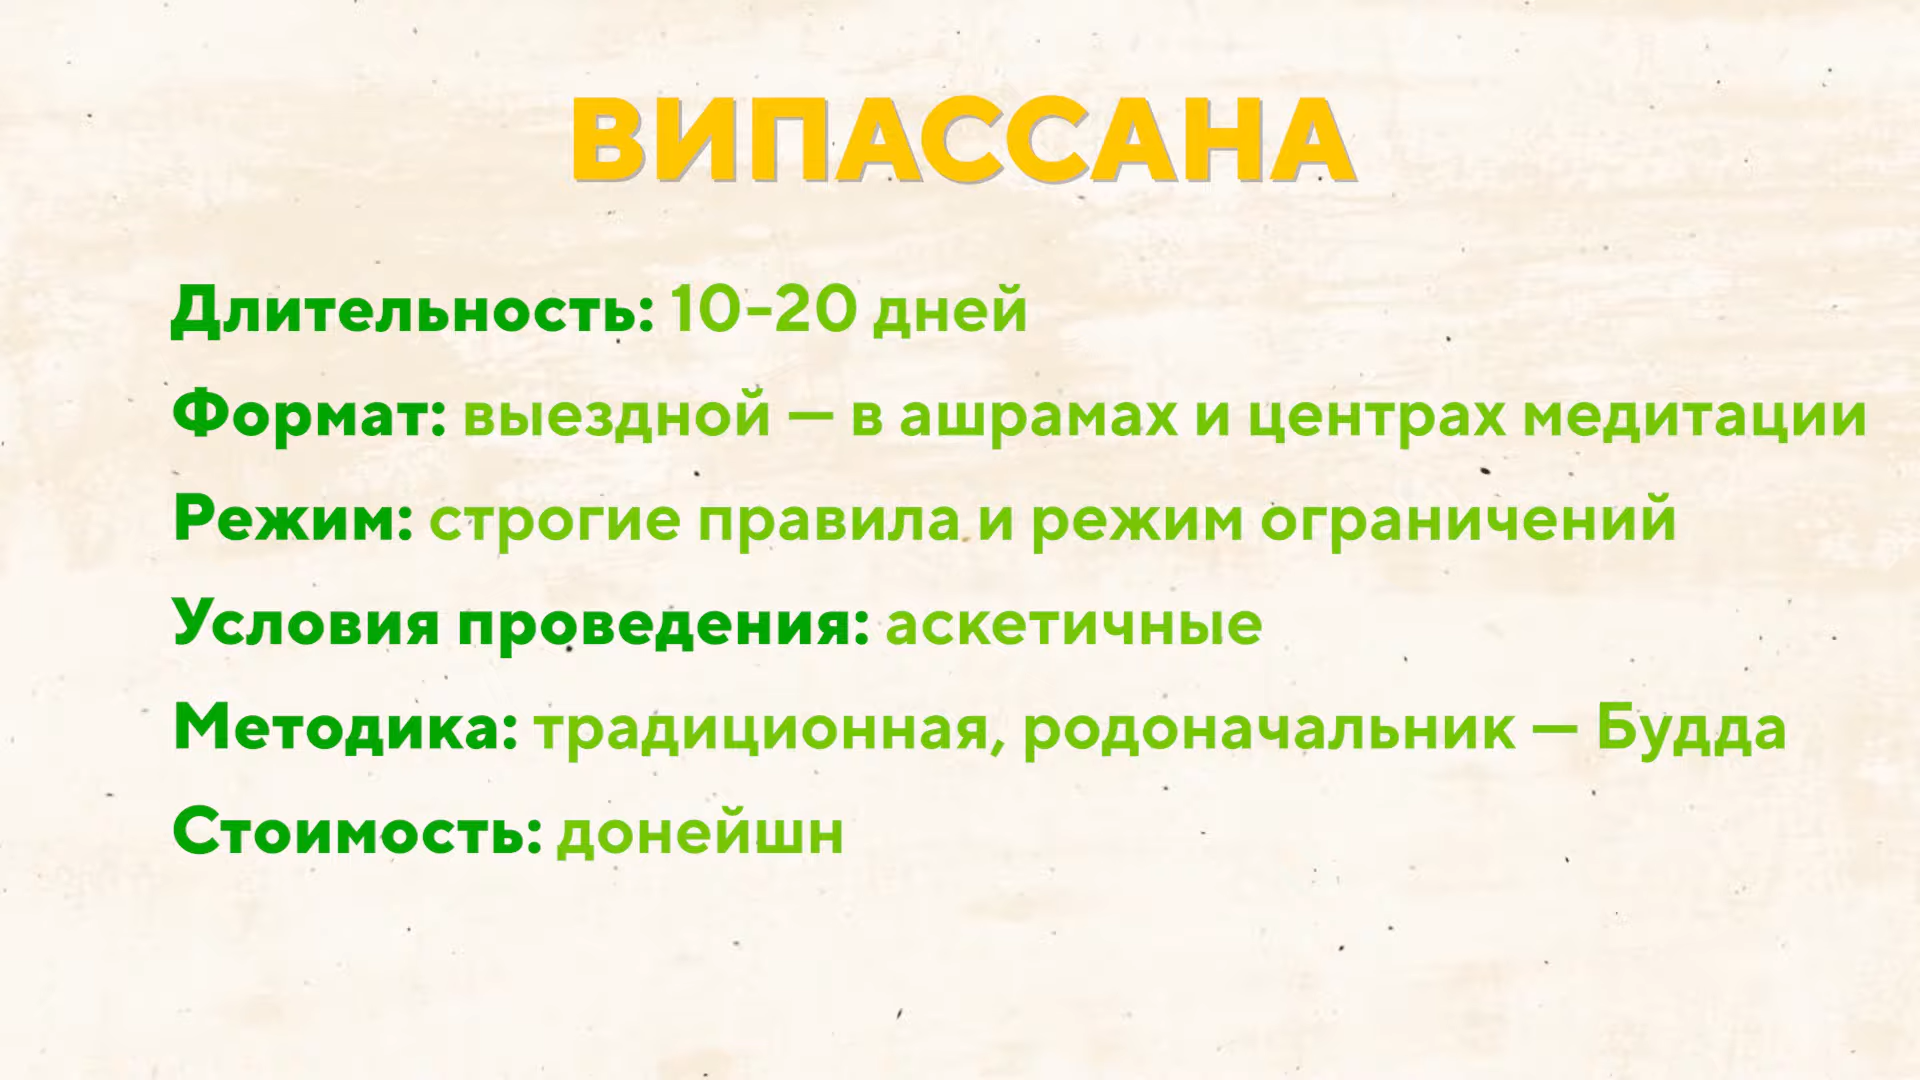 ВИПАССАНА
Длительность: 10-20 дней
Формат: выездной — в ашрамах и центрах медитации
Режим: строгие правила и режим ограничений
Условия проведения: аскетичные
Методика: традиционная, родоначальник — Будда
Стоимость: донейшн